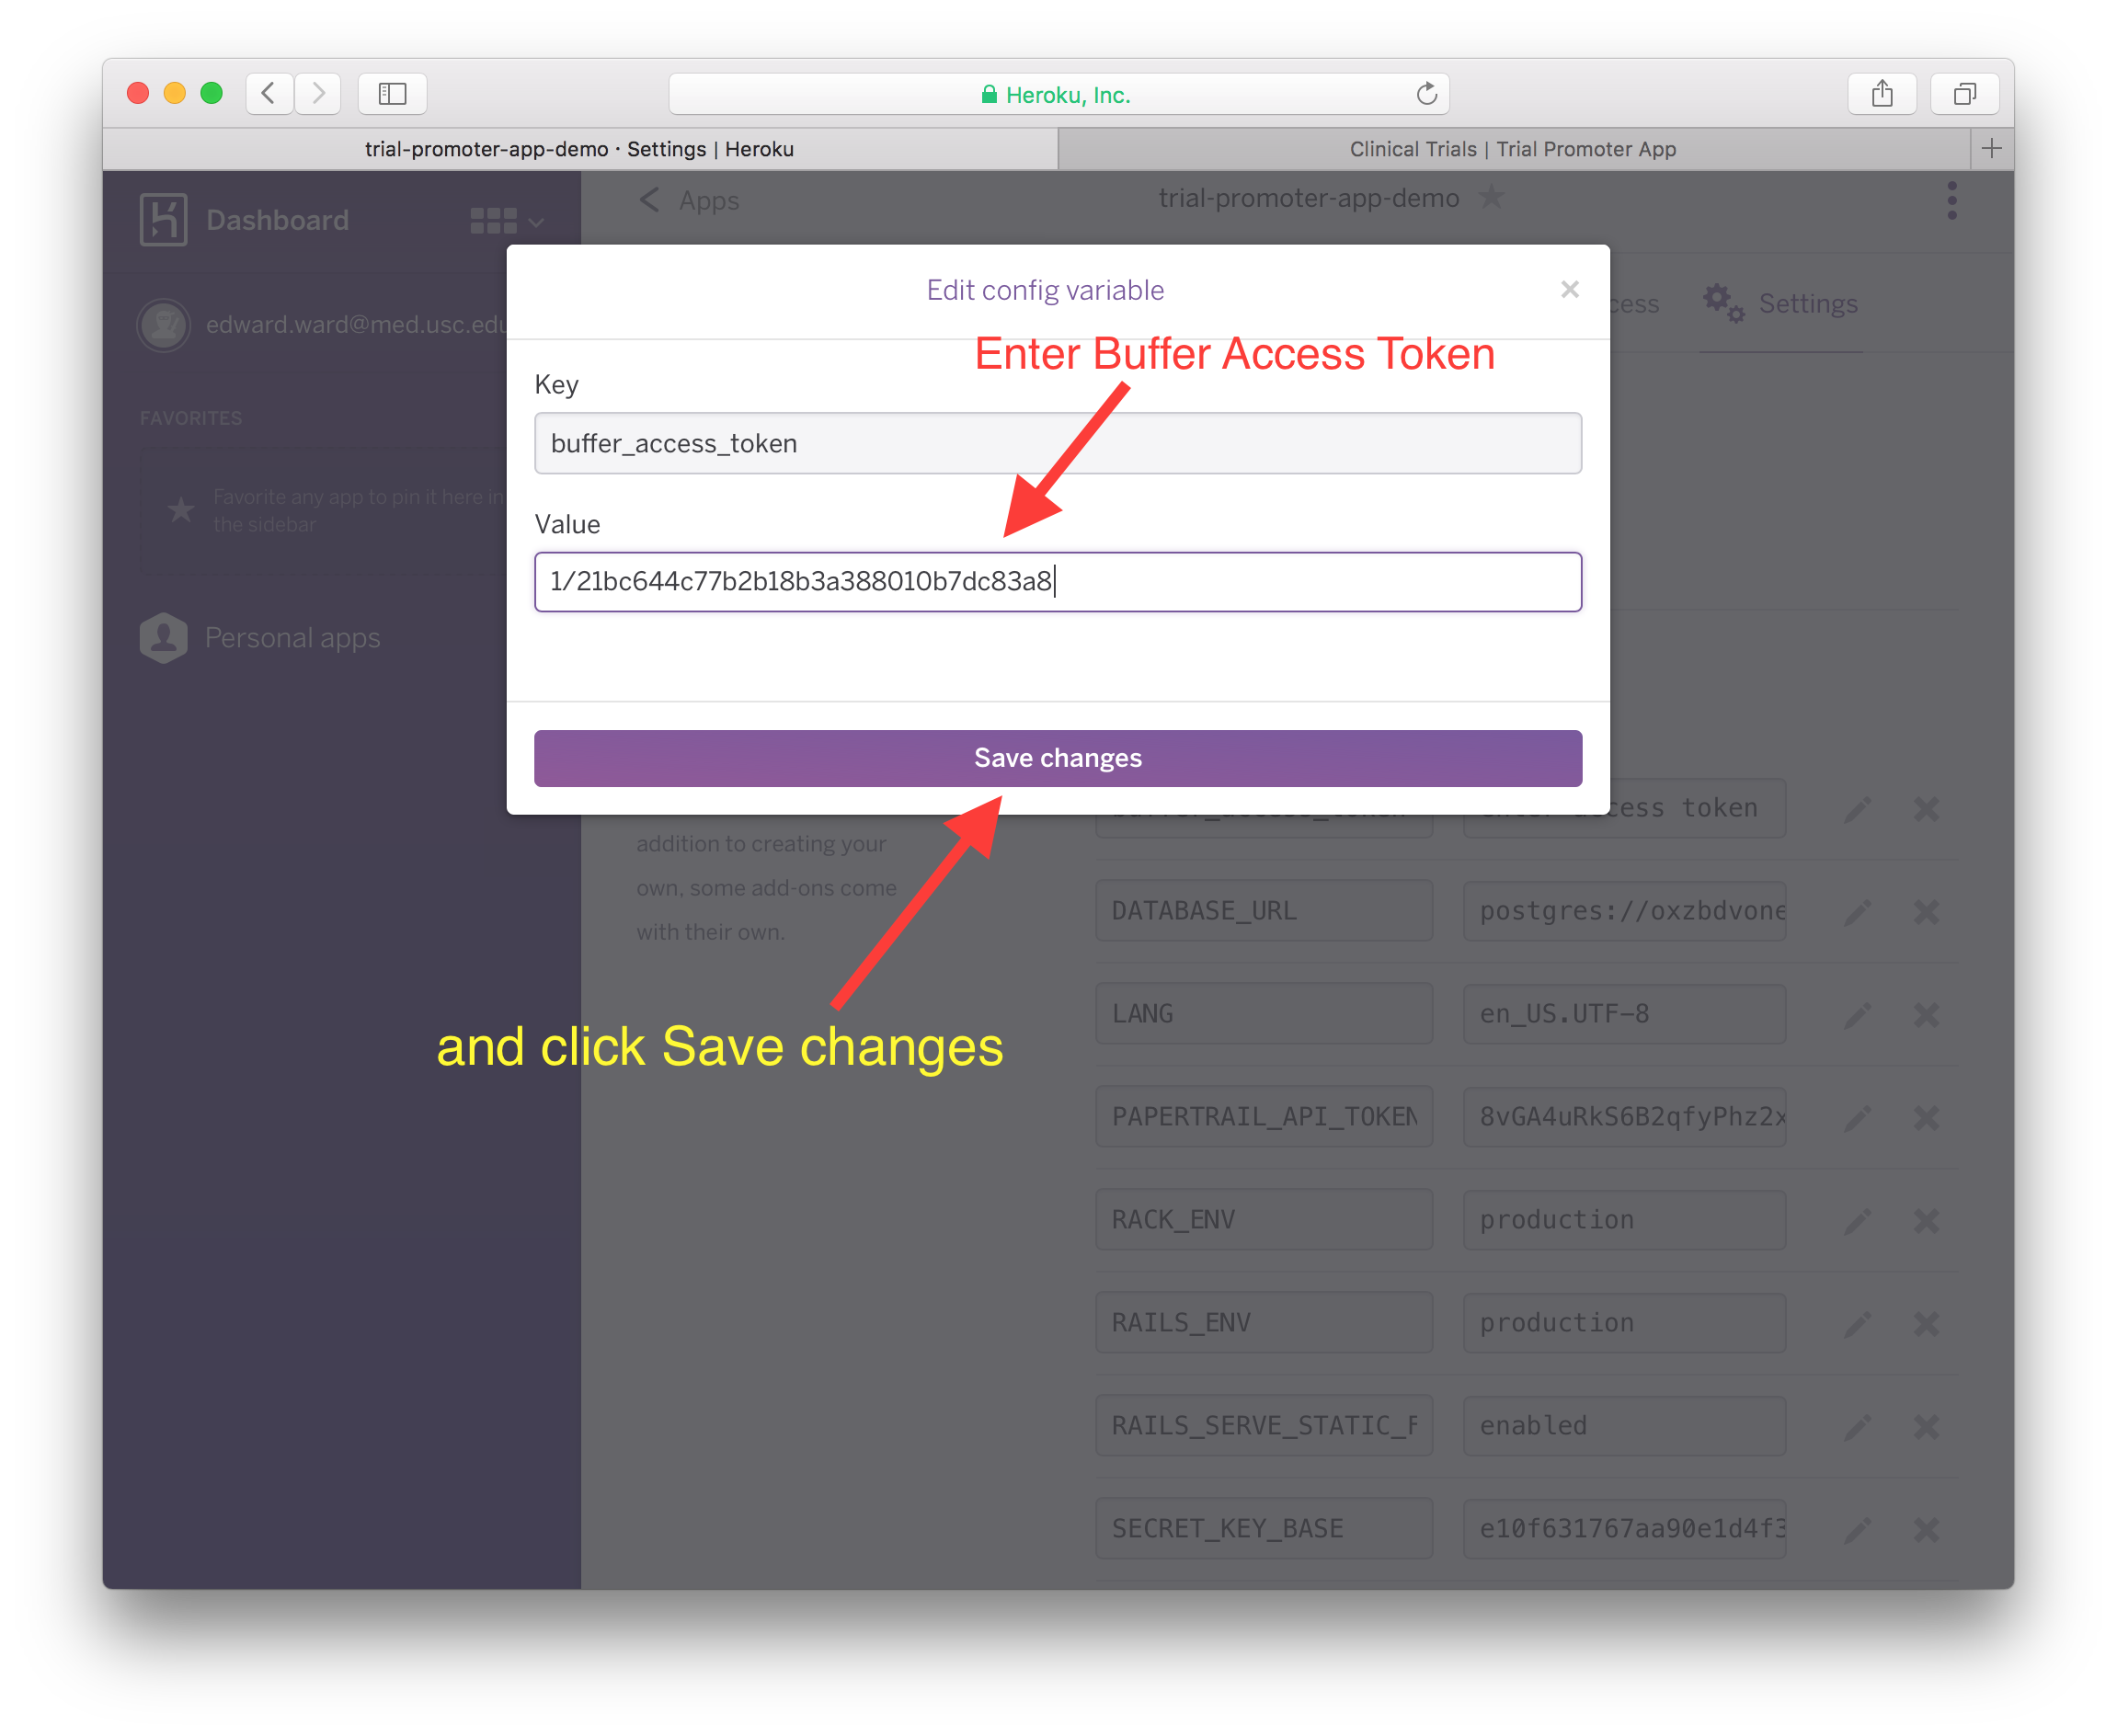 Heroku, Inc.
trial-promoter-app-demo · Settings | Heroku
Clinical Trials | Trial Promoter App
Dashboard
Apps
trial-promoter-app-demo
edward.ward@med.usc.edu
cess
Settings
FAVORITES
Favorite any app to pin it here in
the sidebar
Personal apps
Edit config variable
Enter Buffer Access Token
Key
buffer_access_token
Value
1/21bc644c77b2b18b3a388010b7dc83a8
Save changes
buffer_access_token
enter access token
addition to creating your
own, some add-ons come
with their own.
and click Save changes
DATABASE_URL
postgres://oxzbdvone
LANG
en_US.UTF-8
PAPERTRAIL_API_TOKEN
8vGA4uRkS6B2qfyPhz2x
RACK_ENV
production
RAILS_ENV
production
RAILS_SERVE_STATIC_F
enabled
SECRET_KEY_BASE
e10f631767aa90e1d4f3